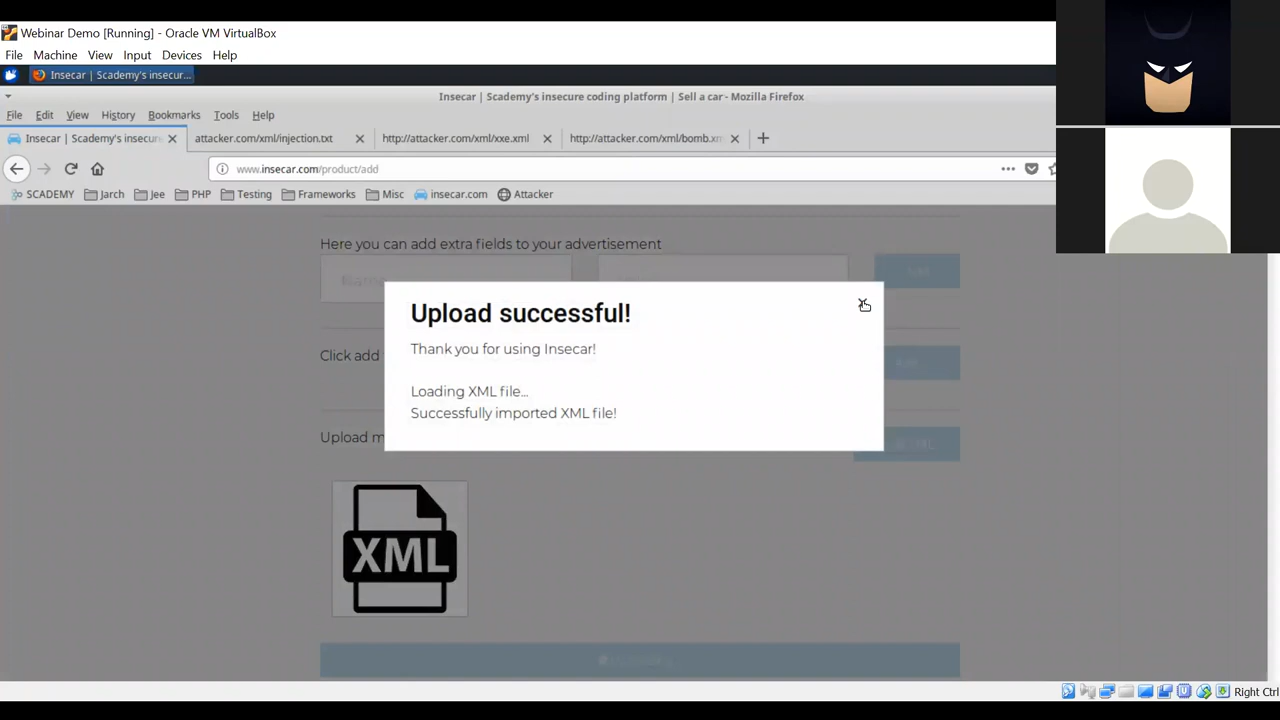 Webinar Demo [Running] - Oracle VM VirtualBox
File Machine View Input Devices Help
Insecar | Scademy's insecur...
Insecar | Scademy's insecure coding platform | Sell a car - Mozilla Firefox
File Edit View History Bookmarks Tools Help
Insecar | Scademy's insecure
attacker.com/xml/injection.txt
http://attacker.com/xml/xxe.xml
http://attacker.com/xml/bomb.xm
www.insecar.com/product/add
SCADEMY Jarch Jee PHP Testing Frameworks Misc insecar.com Attacker
Here you can add extra fields to your advertisement
Name
Upload successful!
Thank you for using Insecar!
Click add
Loading XML file...
Successfully imported XML file!
Upload m
XML
Right Ctrl